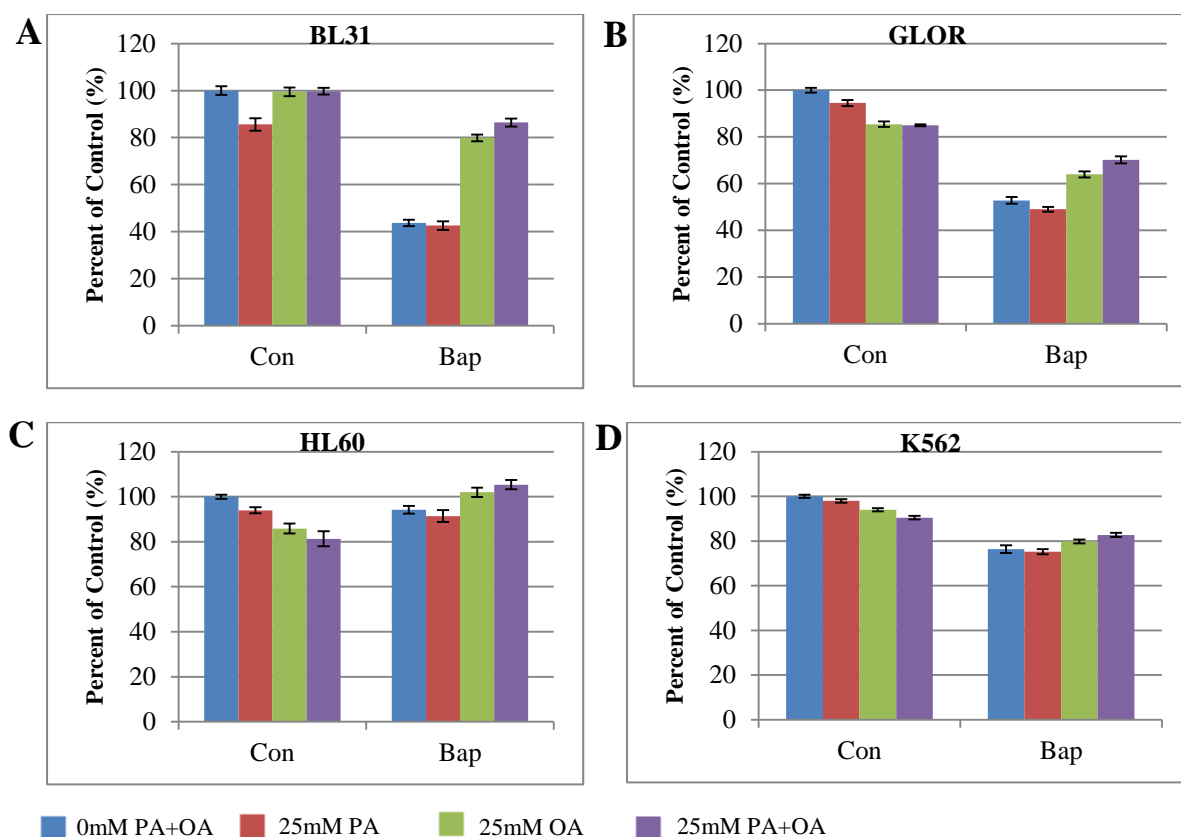 A
BL31
Percent of Control (%)
120
100
80
60
40
20
0
Con Bap
B
GLOR
Percent of Control (%)
120
100
80
60
40
20
0
Con Bap
C
HL60
Percent of Control (%)
120
100
80
60
40
20
0
Con Bap
D
K562
Percent of Control (%)
120
100
80
60
40
20
0
Con Bap
0mM PA+OA 25mM PA 25mM OA 25mM PA+OA